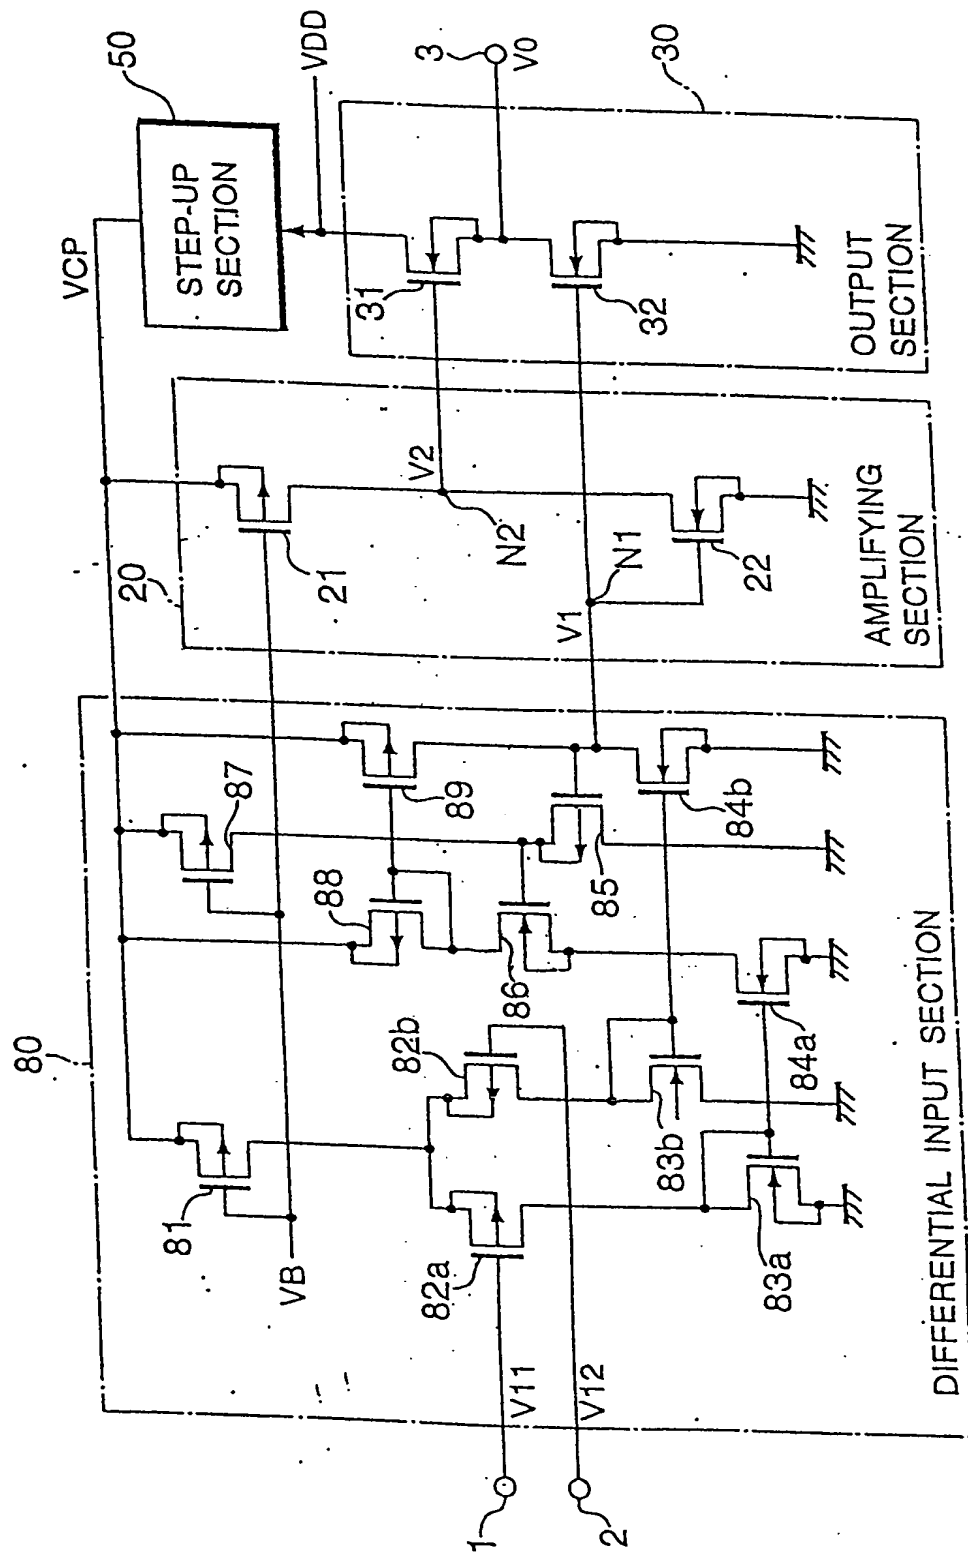 50
VDD
3
V0
30
STEP-UP
SECTION
VCP
31
32
OUTPUT
SECTION
20
21
V2
N2
V1
N1
22
AMPLIFYING
SECTION
80
87
89
88
85
84b
86
82b
83b
84a
81
VB
82a
83a
DIFFERENTIAL INPUT SECTION
1
V11
V12
2